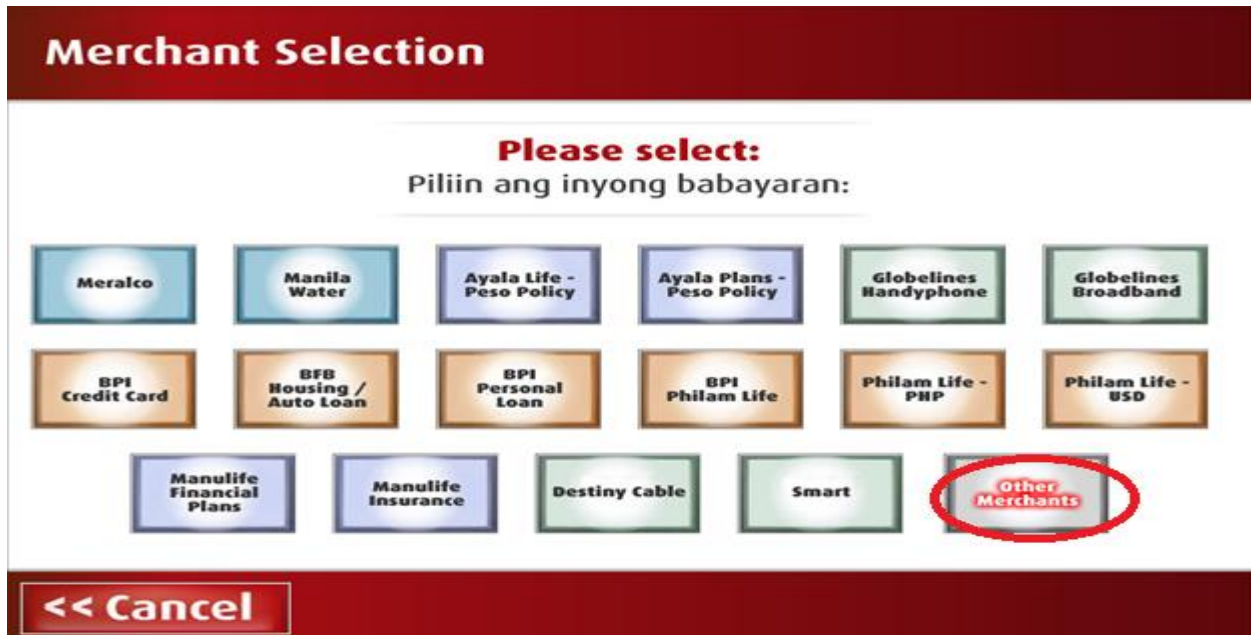 Merchant Selection
Please select:
Piliin ang inyong babayaran:
Meralco
Manila
Water
Ayala Life -
Peso Policy
Ayala Plans -
Peso Policy
Globelines
Handyphone
Globelines
Broadband
BPI
Credit Card
BFB
Housing /
Auto Loan
BPI
Personal
Loan
BPI
Philam Life
Philam Life -
PHP
Philam Life -
USD
Manulife
Financial
Plans
Manulife
Insurance
Destiny Cable
Smart
Other
Merchants
<< Cancel